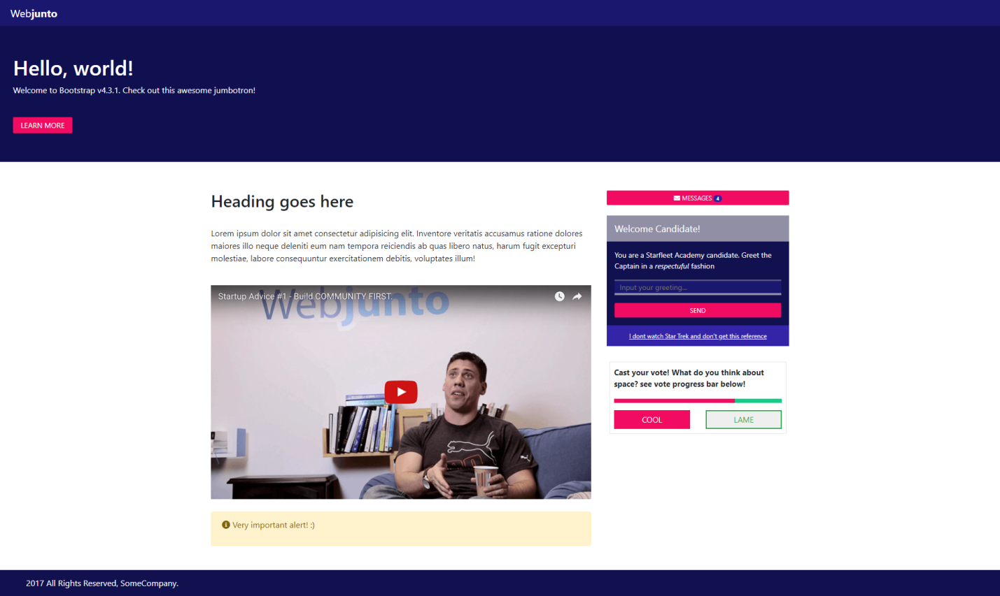 Webjunto
Hello, world!
Welcome to Bootstrap v4.3.1. Check out this awesome jumbotron!
LEARN MORE
Heading goes here
Lorem ipsum dolor sit amet consectetur adipisicing elit. Inventore veritatis accusamus ratione dolores
maiores illo neque deleniti eum nam tempora reiciendis ab quas libero natus, harum fugit excepturi
molestiae, labore consequuntur exercitationem debitis, voluptates illum!
Startup Advice #1 - Build COMMUNITY FIRST.
Webjunto
Very important alert! :)
MESSAGES 4
Welcome Candidate!
You are a Starfleet Academy candidate. Greet the
Captain in a respectuful fashion
Input your greeting...
SEND
I dont watch Star Trek and don't get this reference
Cast your vote! What do you think about
space? see vote progress bar below!
COOL
LAME
2017 All Rights Reserved, SomeCompany.